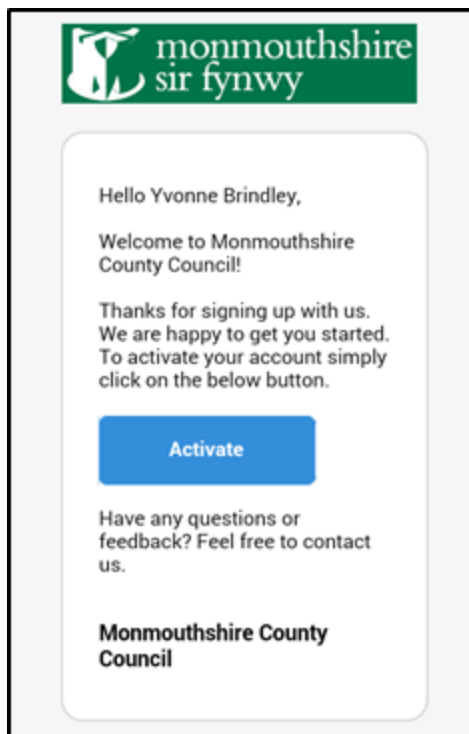 monmouthshire
sir fynwy
Hello Yvonne Brindley,
Welcome to Monmouthshire
County Council!
Thanks for signing up with us.
We are happy to get you started.
To activate your account simply
click on the below button.
Activate
Have any questions or
feedback? Feel free to contact
us.
Monmouthshire County
Council